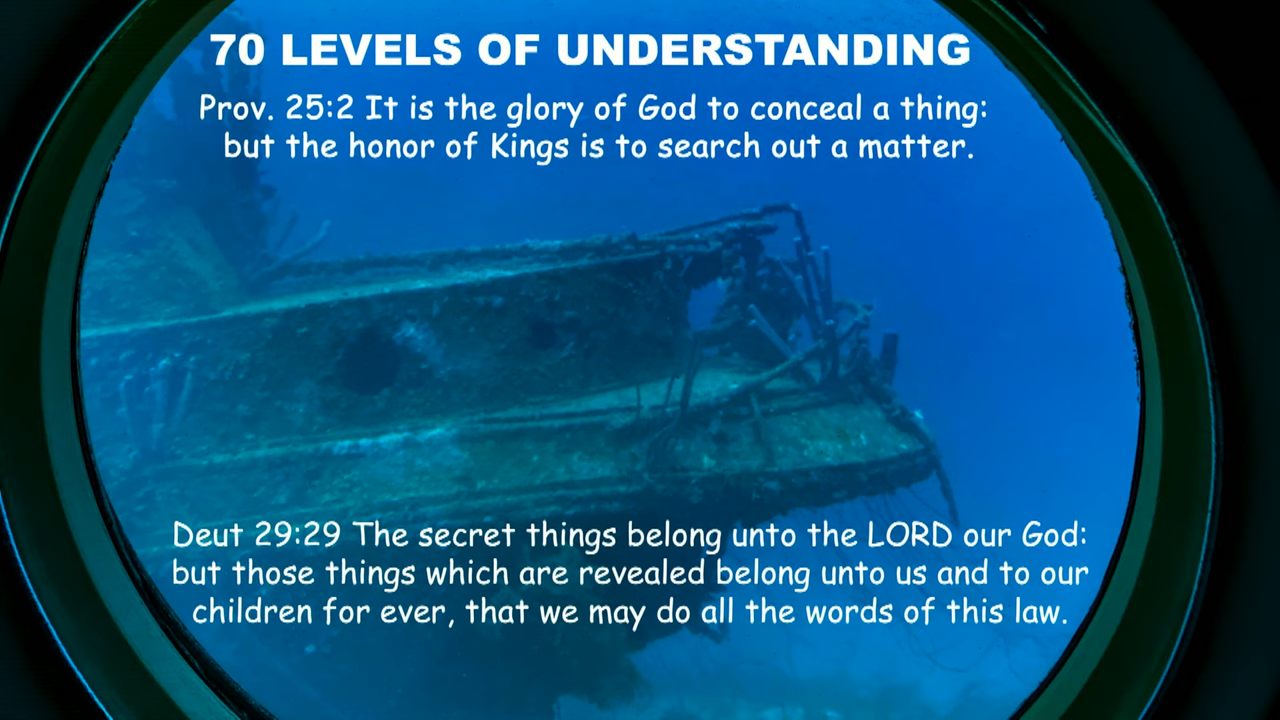 70 LEVELS OF UNDERSTANDING
Prov. 25:2 It is the glory of God to conceal a thing:
but the honor of Kings is to search out a matter.
Deut 29:29 The secret things belong unto the LORD our God:
but those things which are revealed belong unto us and to our
children for ever, that we may do all the words of this law.